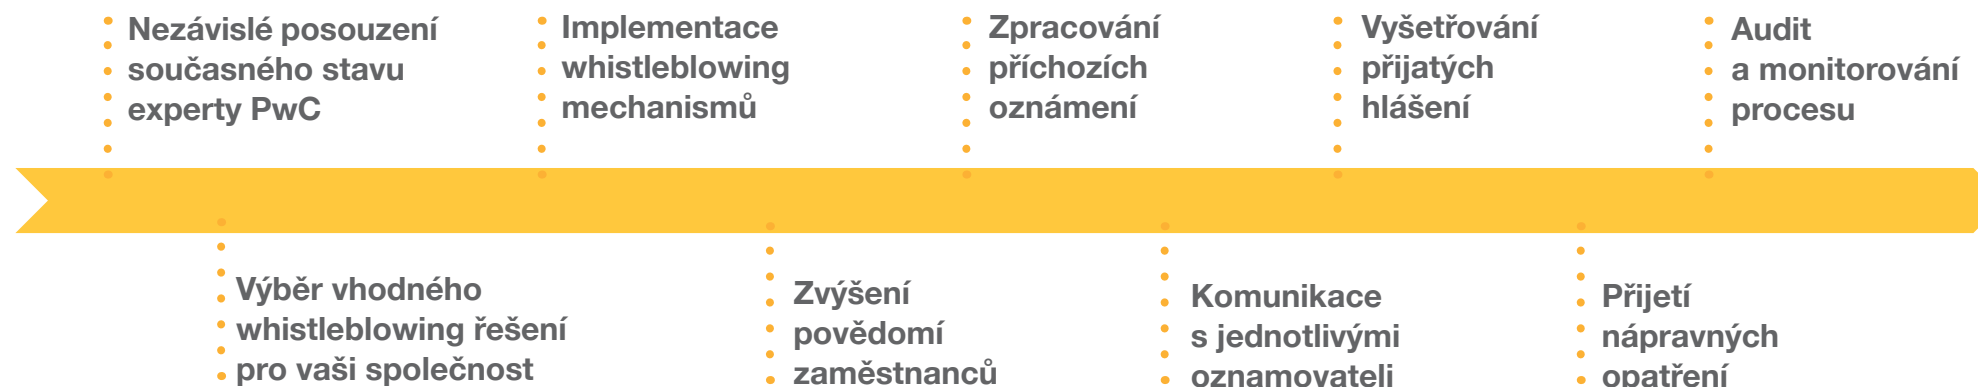 Nezávislé posouzení
současného stavu
experty PwC
Výběr vhodného
whistleblowing řešení
pro vaši společnost
Implementace
whistleblowing
mechanismů
Zvýšení
povědomí
zaměstnanců
Zpracování
příchozích
oznámení
Komunikace
s jednotlivými
oznamovateli
Vyšetřování
přijatých
hlášení
Přijetí
nápravných
opatření
Audit
a monitorování
procesu